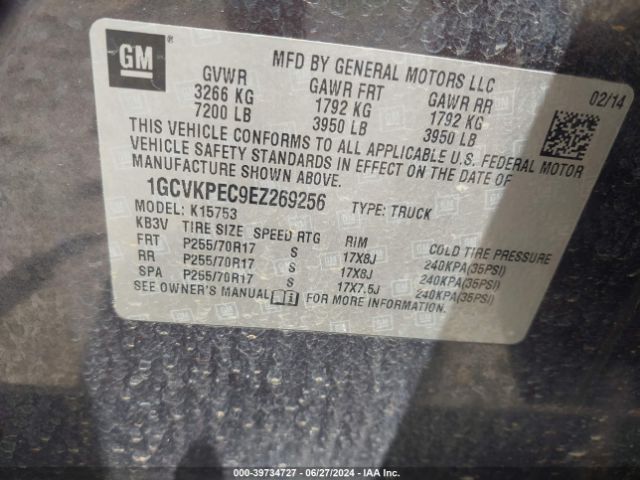 GM
®
MFD BY GENERAL MOTORS LLC
GVWR GAWR FRT GAWR RR 02/14
3266 KG 1792 KG 1792 KG
7200 LB 3950 LB 3950 LB
THIS VEHICLE CONFORMS TO ALL APPLICABLE U.S. FEDERAL MOTOR
VEHICLE SAFETY STANDARDS IN EFFECT ON THE DATE OF
MANUFACTURE SHOWN ABOVE.
1GCVKPEC9EZ269256 TYPE: TRUCK
MODEL: K15753
KB3V TIRE SIZE SPEED RTG RIM COLD TIRE PRESSURE
FRT P255/70R17 S 17X8J 240KPA(35PSI)
RR P255/70R17 S 17X8J 240KPA(35PSI)
SPA P255/70R17 S 17X7.5J 240KPA(35PSI)
SEE OWNER'S MANUAL FOR MORE INFORMATION.
000-39734727 - 06/27/2024 - IAA Inc.